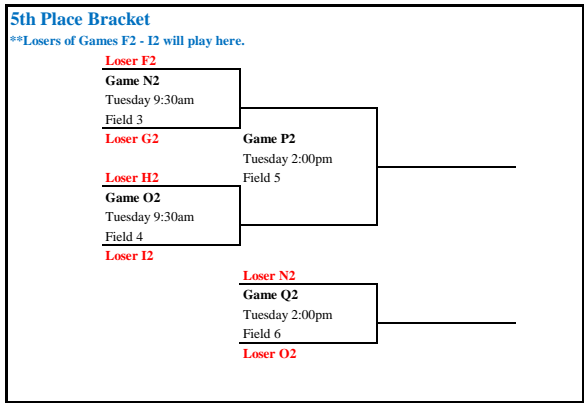 5th Place Bracket
**Losers of Games F2 - I2 will play here.
Loser F2
Game N2
Tuesday 9:30am
Field 3
Loser G2
Game P2
Tuesday 2:00pm
Field 5
Loser H2
Game O2
Tuesday 9:30am
Field 4
Loser I2
Loser N2
Game Q2
Tuesday 2:00pm
Field 6
Loser O2